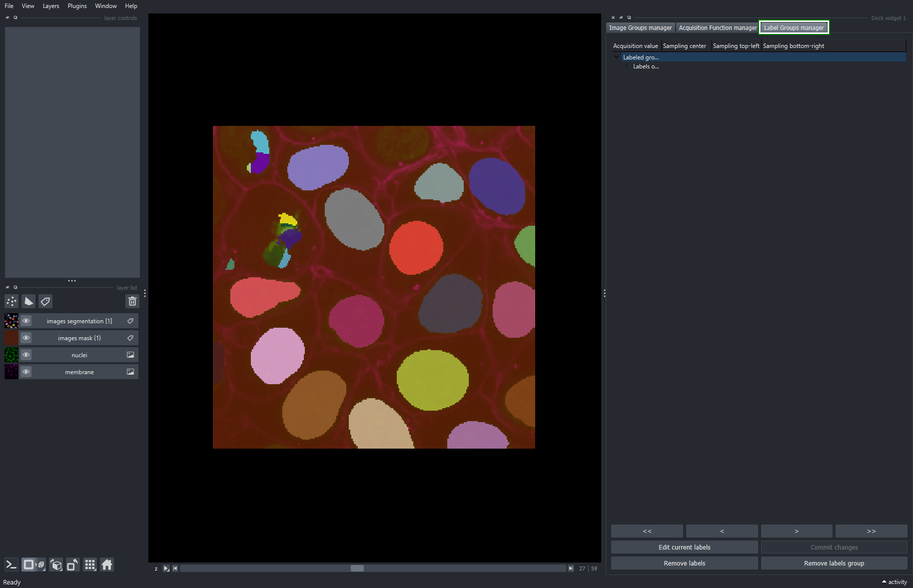 File View Layers Plugins Window Help
layer controls
Dock widget 1
Image Groups manager Acquisition Function manager Label Groups manager
Acquisition value Sampling center Sampling top-left Sampling bottom-right
Labeled gro...
Labels o...
layer list
images segmentation [1]
images mask (1)
nuclei
membrane
<< < > >>
Edit current labels Commit changes
Remove labels Remove labels group
z 27 59
Ready
activity